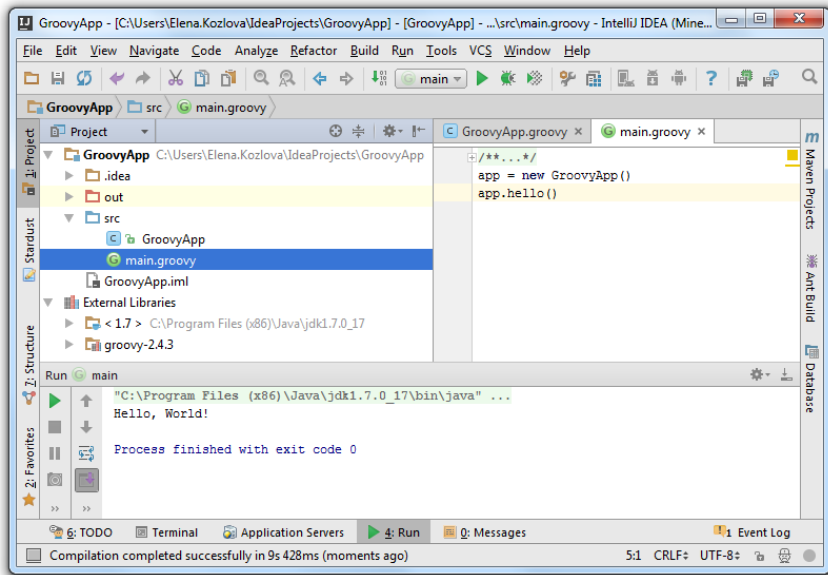 GroovyApp - [C:\Users\Elena.Kozlova\IdeaProjects\GroovyApp] - [GroovyApp] - ...\src\main.groovy - IntelliJ IDEA (Mine...
File Edit View Navigate Code Analyze Refactor Build Run Tools VCS Window Help
main
GroovyApp src main.groovy
1: Project
Stardust
7: Structure
2: Favorites
Project
GroovyApp C:\Users\Elena.Kozlova\IdeaProjects\GroovyApp
.idea
out
src
GroovyApp
main.groovy
GroovyApp.iml
External Libraries
< 1.7 > C:\Program Files (x86)\Java\jdk1.7.0_17
groovy-2.4.3
GroovyApp.groovy main.groovy
/**...*/
app = new GroovyApp()
app.hello()
Maven Projects
Ant Build
Database
Run main
"C:\Program Files (x86)\Java\jdk1.7.0_17\bin\java" ...
Hello, World!
Process finished with exit code 0
6: TODO Terminal Application Servers 4: Run 0: Messages 1 Event Log
Compilation completed successfully in 9s 428ms (moments ago) 5:1 CRLF UTF-8